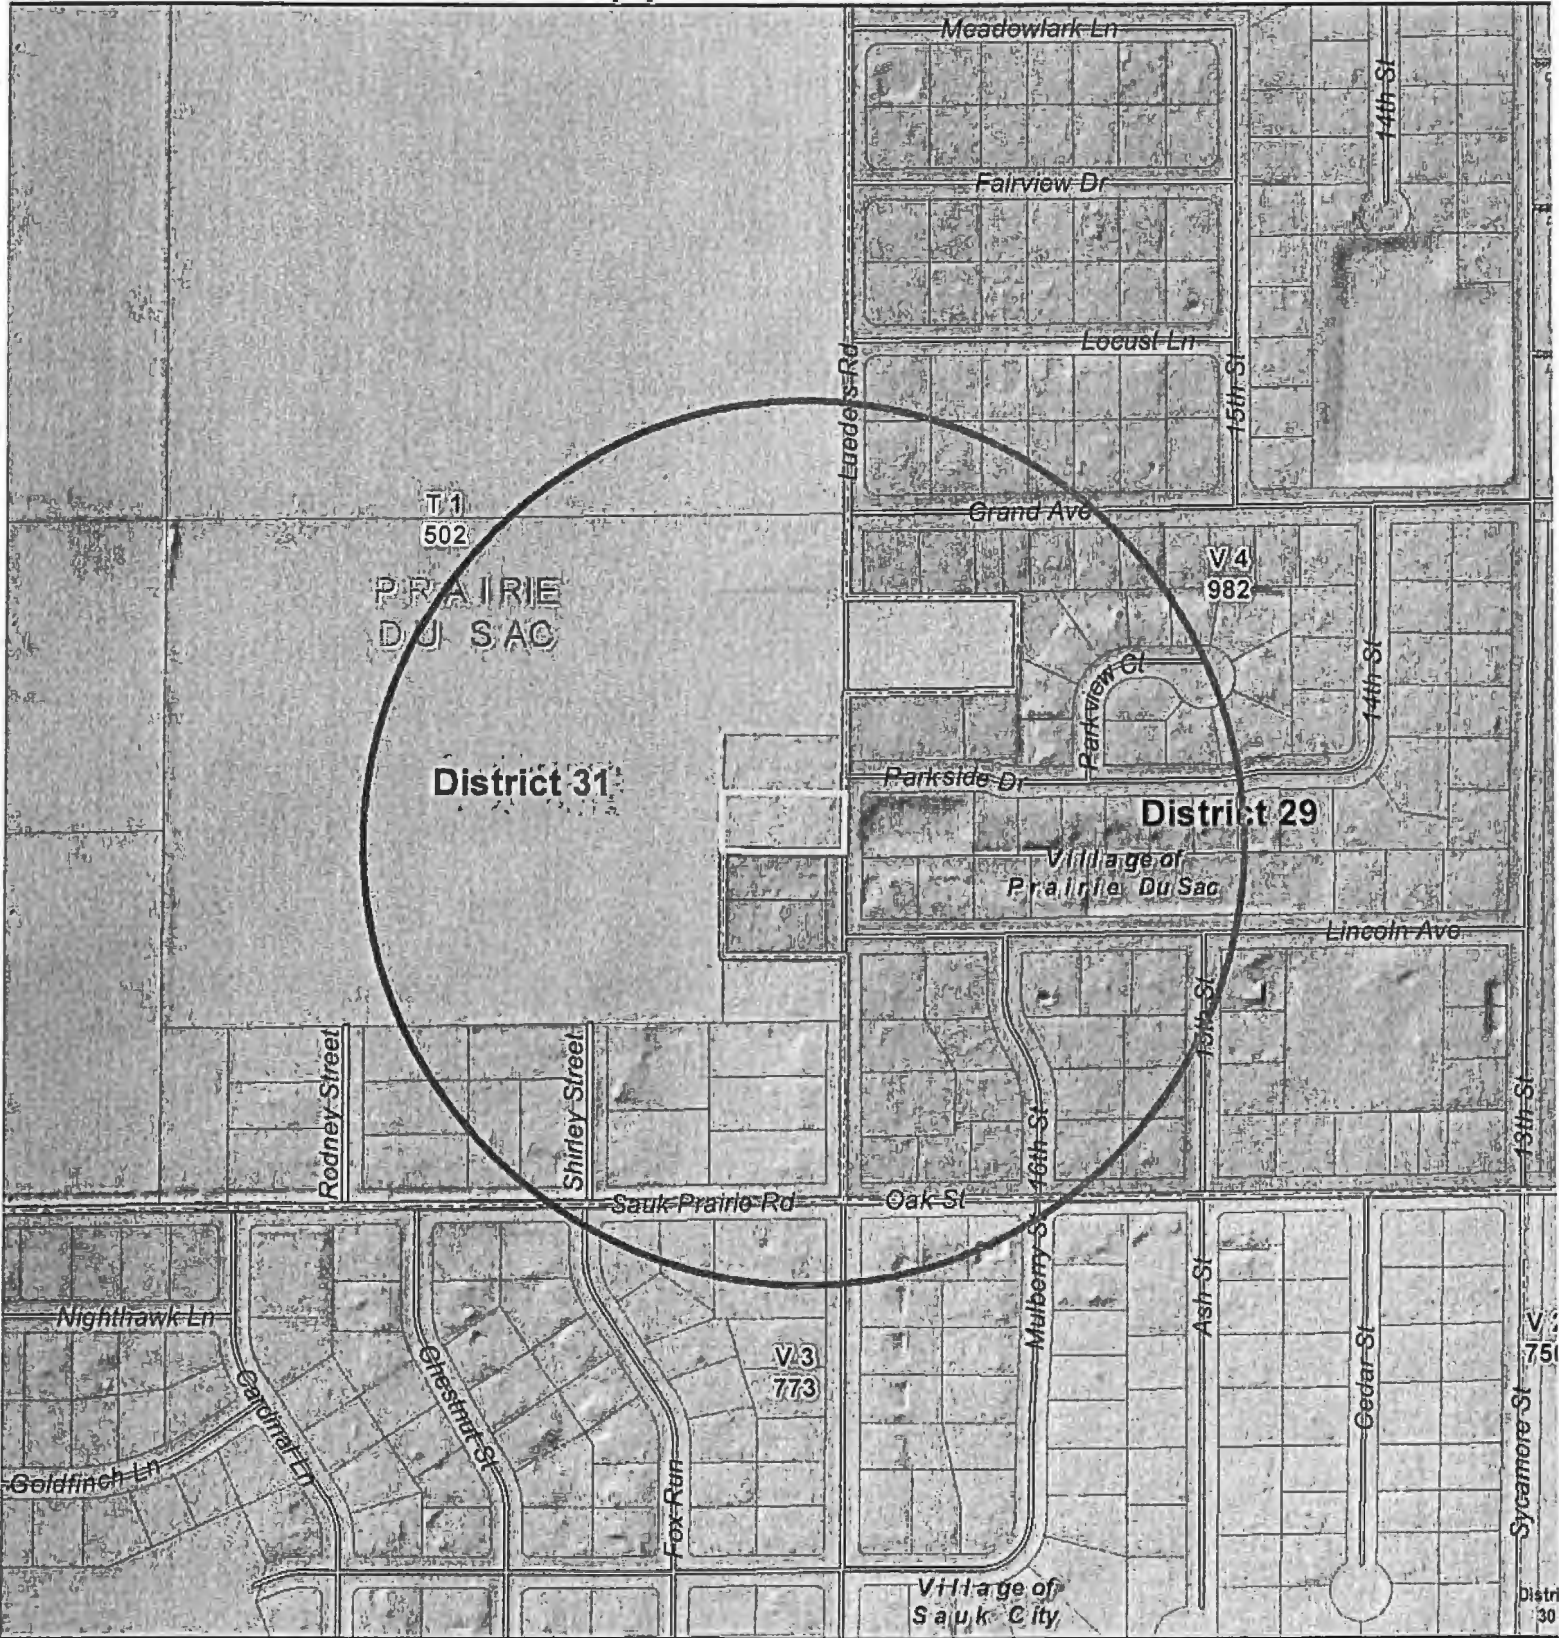 Meadowlark Ln
14th St
Fairview Dr
Locust Ln
Lueders Rd
15th St
T 1
502
Grand Ave
PRAIRIE
DU SAC
V 4
982
Parkview Ct
14th St
District 31
Parkside Dr
District 29
Village of
Prairie Du Sac
Lincoln Ave
15th St
Rodney Street
Shirley Street
16th St
13th St
Sauk Prairie Rd
Oak St
Nighthawk Ln
Mulberry St
Ash St
Cedar St
V 3
773
Cardinal Ln
Chestnut St
Goldfinch Ln
Fox Run
Sycamore St
Village of
Sauk City
30